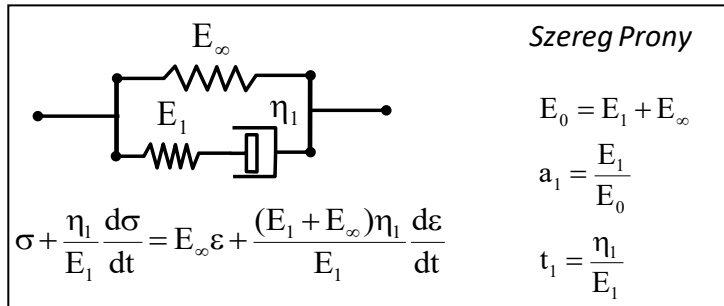 E∞
Szereg Prony
E₁
η₁
E₀ = E₁ + E∞
a₁ = E₁/E₀
σ + η₁/E₁ dσ/dt = E∞ε + (E₁ + E∞)η₁/E₁ dε/dt
t₁ = η₁/E₁